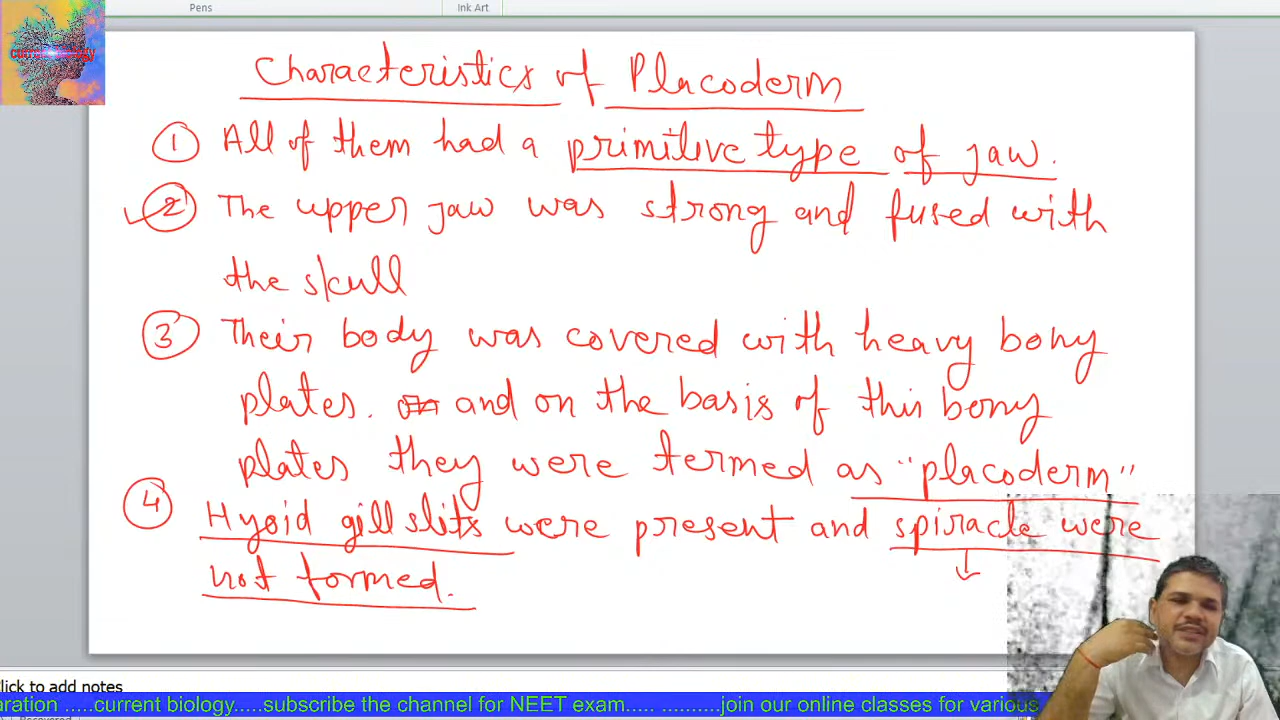 Pens
Ink Art
current biology
Characteristics of Placoderm
1 All of them had a primitive type of jaw.
2 The upper jaw was strong and fused with
the skull
3 Their body was covered with heavy bony
plates. and on the basis of this bony
plates they were termed as "placoderm"
4 Hyoid gill slits were present and spiracle were
not formed.
lick to add notes
aration .....current biology.....subscribe the channel for NEET exam..... ..........join our online classes for various
Recovered